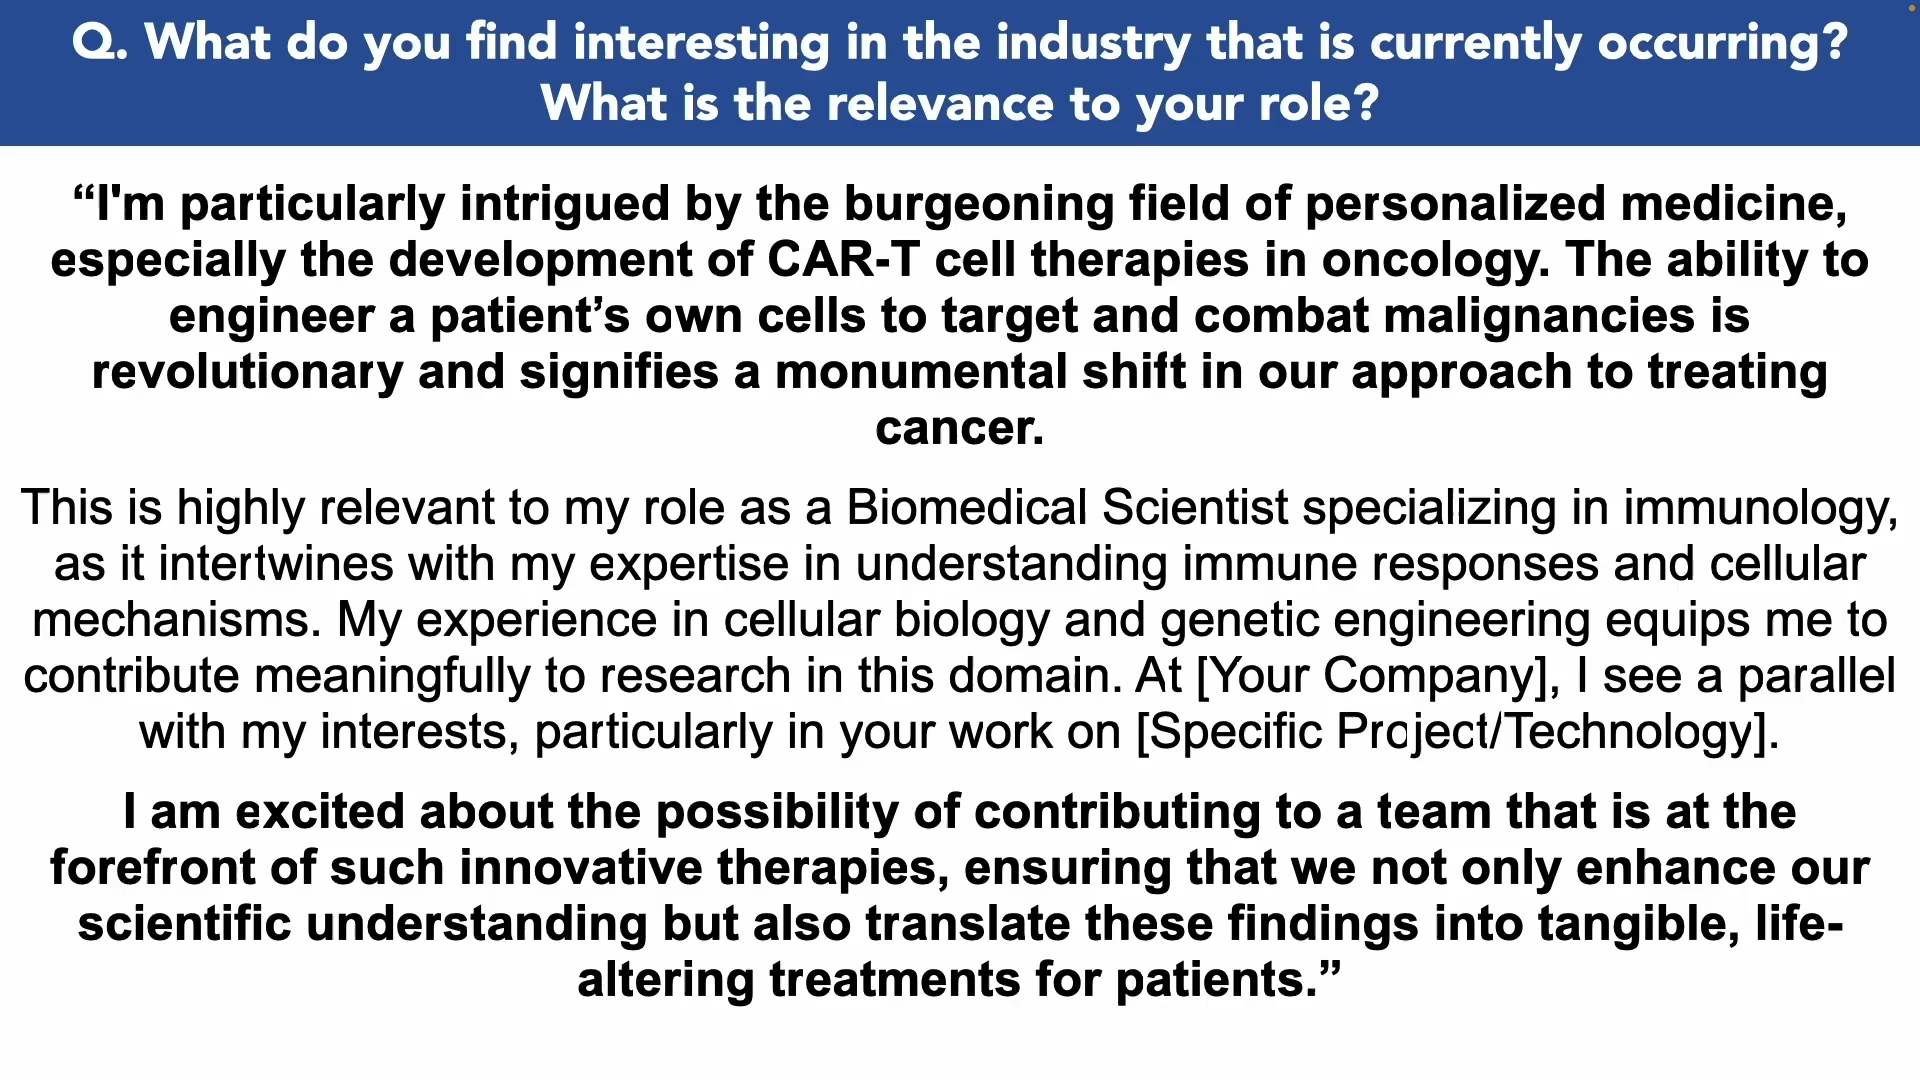 Q. What do you find interesting in the industry that is currently occurring?
What is the relevance to your role?
“I'm particularly intrigued by the burgeoning field of personalized medicine,
especially the development of CAR-T cell therapies in oncology. The ability to
engineer a patient’s own cells to target and combat malignancies is
revolutionary and signifies a monumental shift in our approach to treating
cancer.
This is highly relevant to my role as a Biomedical Scientist specializing in immunology,
as it intertwines with my expertise in understanding immune responses and cellular
mechanisms. My experience in cellular biology and genetic engineering equips me to
contribute meaningfully to research in this domain. At [Your Company], I see a parallel
with my interests, particularly in your work on [Specific Project/Technology].
I am excited about the possibility of contributing to a team that is at the
forefront of such innovative therapies, ensuring that we not only enhance our
scientific understanding but also translate these findings into tangible, life-
altering treatments for patients.”